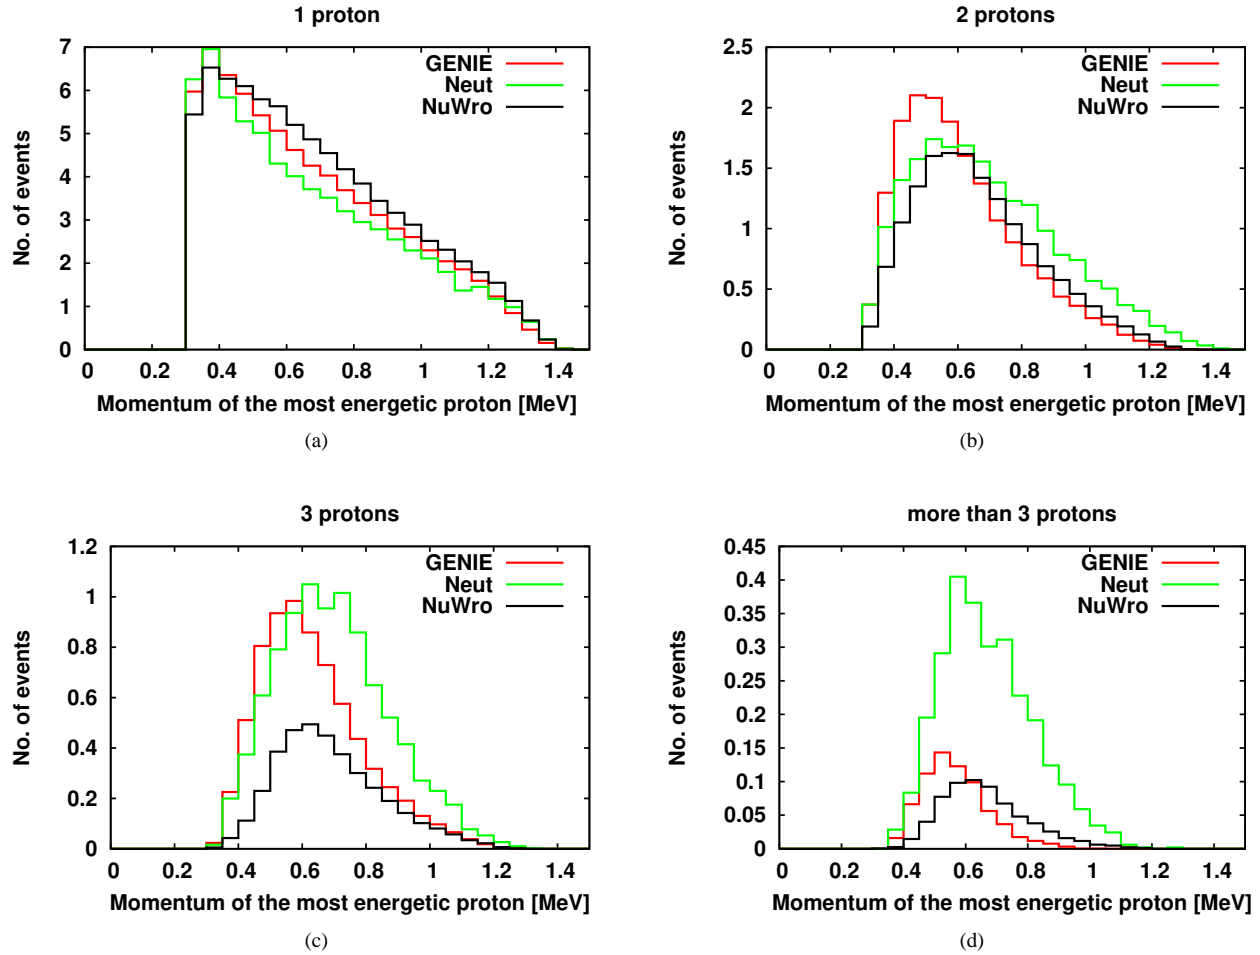 1 proton
7
6
5
4
3
2
1
0
No. of events
GENIE
Neut
NuWro
0 0.2 0.4 0.6 0.8 1 1.2 1.4
Momentum of the most energetic proton [MeV]
(a)
2 protons
2.5
2
1.5
1
0.5
0
No. of events
GENIE
Neut
NuWro
0 0.2 0.4 0.6 0.8 1 1.2 1.4
Momentum of the most energetic proton [MeV]
(b)
3 protons
1.2
1
0.8
0.6
0.4
0.2
0
No. of events
GENIE
Neut
NuWro
0 0.2 0.4 0.6 0.8 1 1.2 1.4
Momentum of the most energetic proton [MeV]
(c)
more than 3 protons
0.45
0.4
0.35
0.3
0.25
0.2
0.15
0.1
0.05
0
No. of events
GENIE
Neut
NuWro
0 0.2 0.4 0.6 0.8 1 1.2 1.4
Momentum of the most energetic proton [MeV]
(d)